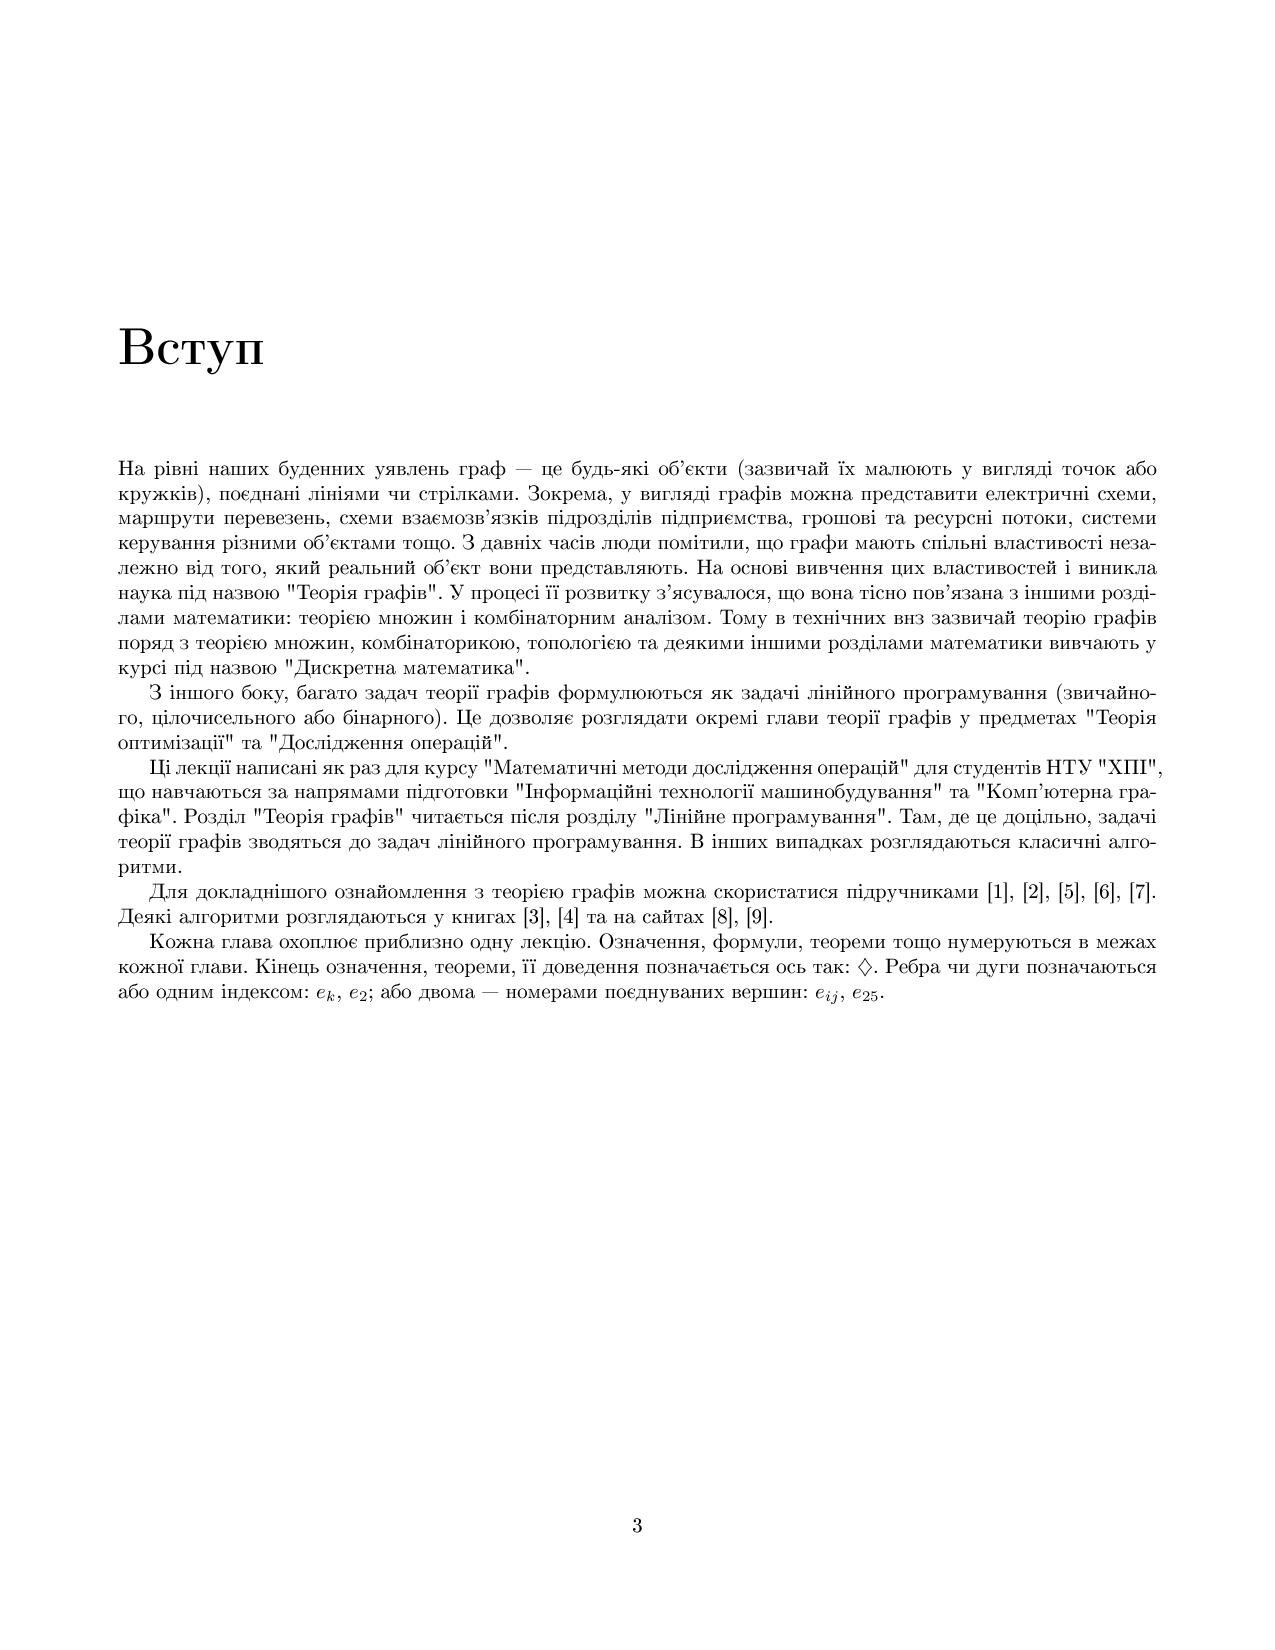 Вступ
На рівні наших буденних уявлень граф — це будь-які об'єкти (зазвичай їх малюють у вигляді точок або
кружків), поєднані лініями чи стрілками. Зокрема, у вигляді графів можна представити електричні схеми,
маршрути перевезень, схеми взаємозв'язків підрозділів підприємства, грошові та ресурсні потоки, системи
керування різними об'єктами тощо. З давніх часів люди помітили, що графи мають спільні властивості неза-
лежно від того, який реальний об'єкт вони представляють. На основі вивчення цих властивостей і виникла
наука під назвою "Теорія графів". У процесі її розвитку з'ясувалося, що вона тісно пов'язана з іншими розді-
лами математики: теорією множин і комбінаторним аналізом. Тому в технічних внз зазвичай теорію графів
поряд з теорією множин, комбінаторикою, топологією та деякими іншими розділами математики вивчають у
курсі під назвою "Дискретна математика".
З іншого боку, багато задач теорії графів формулюються як задачі лінійного програмування (звичайно-
го, цілочисельного або бінарного). Це дозволяє розглядати окремі глави теорії графів у предметах "Теорія
оптимізації" та "Дослідження операцій".
Ці лекції написані як раз для курсу "Математичні методи дослідження операцій" для студентів НТУ "ХПІ",
що навчаються за напрямами підготовки "Інформаційні технології машинобудування" та "Комп'ютерна гра-
фіка". Розділ "Теорія графів" читається після розділу "Лінійне програмування". Там, де це доцільно, задачі
теорії графів зводяться до задач лінійного програмування. В інших випадках розглядаються класичні алго-
ритми.
Для докладнішого ознайомлення з теорією графів можна скористатися підручниками [1], [2], [5], [6], [7].
Деякі алгоритми розглядаються у книгах [3], [4] та на сайтах [8], [9].
Кожна глава охоплює приблизно одну лекцію. Означення, формули, теореми тощо нумеруються в межах
кожної глави. Кінець означення, теореми, її доведення позначається ось так: ♢. Ребра чи дуги позначаються
або одним індексом: e_k, e_2; або двома — номерами поєднуваних вершин: e_{ij}, e_{25}.
3